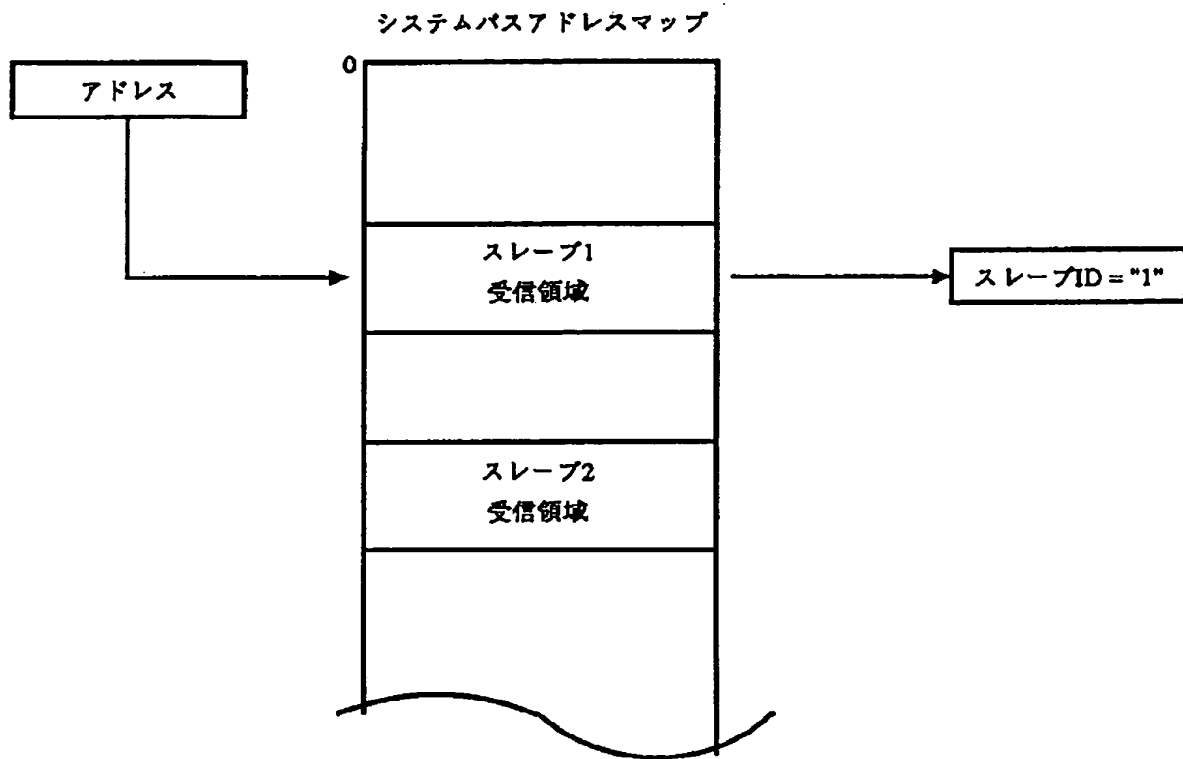 システムバスアドレスマップ
0
アドレス
スレーブ1
受信領域
スレーブID = "1"
スレーブ2
受信領域